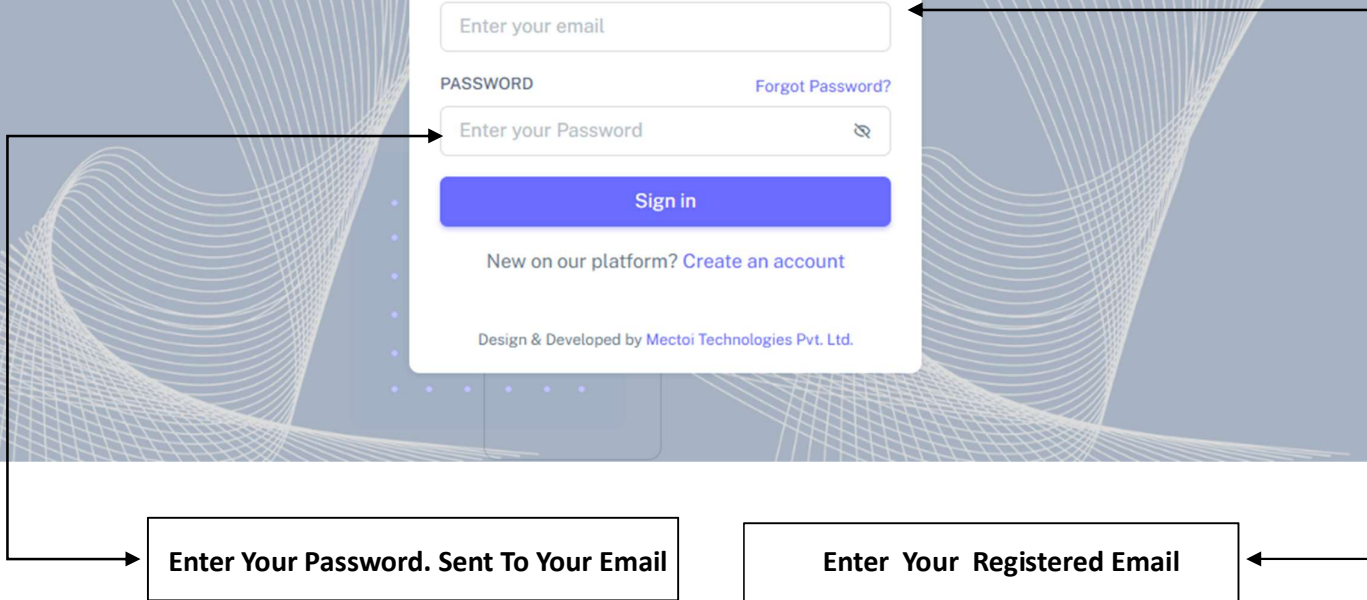 Enter your email
PASSWORD Forgot Password?
Enter your Password
Sign in
New on our platform? Create an account
Design & Developed by Mectoi Technologies Pvt. Ltd.
Enter Your Password. Sent To Your Email
Enter Your Registered Email